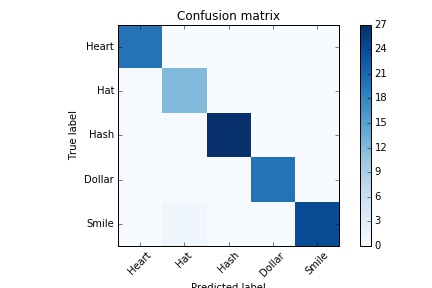 Confusion matrix
True label
Heart
Hat
Hash
Dollar
Smile
Heart
Hat
Hash
Dollar
Smile
Predicted label
27
24
21
18
15
12
9
6
3
0